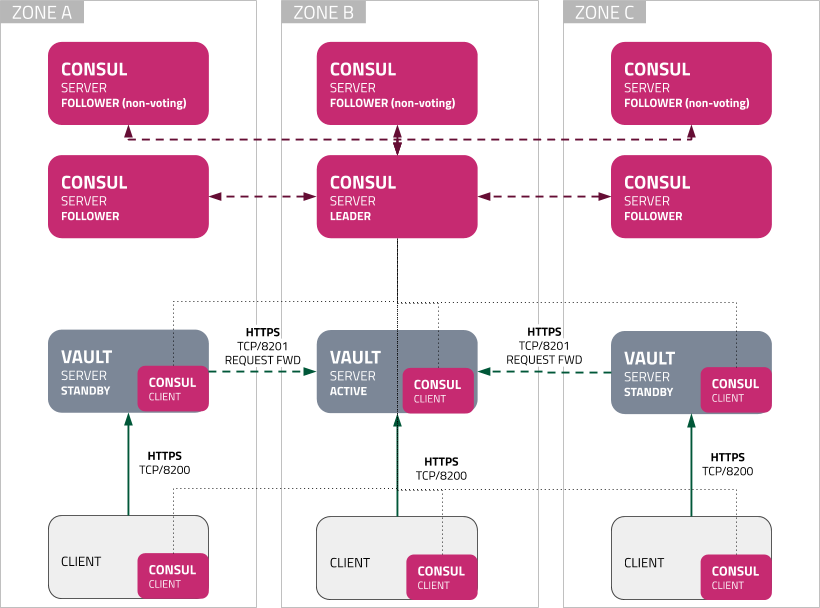 ZONE A
ZONE B
ZONE C
CONSUL
SERVER
FOLLOWER (non-voting)
CONSUL
SERVER
FOLLOWER (non-voting)
CONSUL
SERVER
FOLLOWER (non-voting)
CONSUL
SERVER
FOLLOWER
CONSUL
SERVER
LEADER
CONSUL
SERVER
FOLLOWER
VAULT
SERVER
STANDBY
CONSUL
CLIENT
HTTPS
TCP/8201
REQUEST FWD
VAULT
SERVER
ACTIVE
CONSUL
CLIENT
HTTPS
TCP/8201
REQUEST FWD
VAULT
SERVER
STANDBY
CONSUL
CLIENT
HTTPS
TCP/8200
HTTPS
TCP/8200
HTTPS
TCP/8200
CLIENT
CONSUL
CLIENT
CLIENT
CONSUL
CLIENT
CLIENT
CONSUL
CLIENT